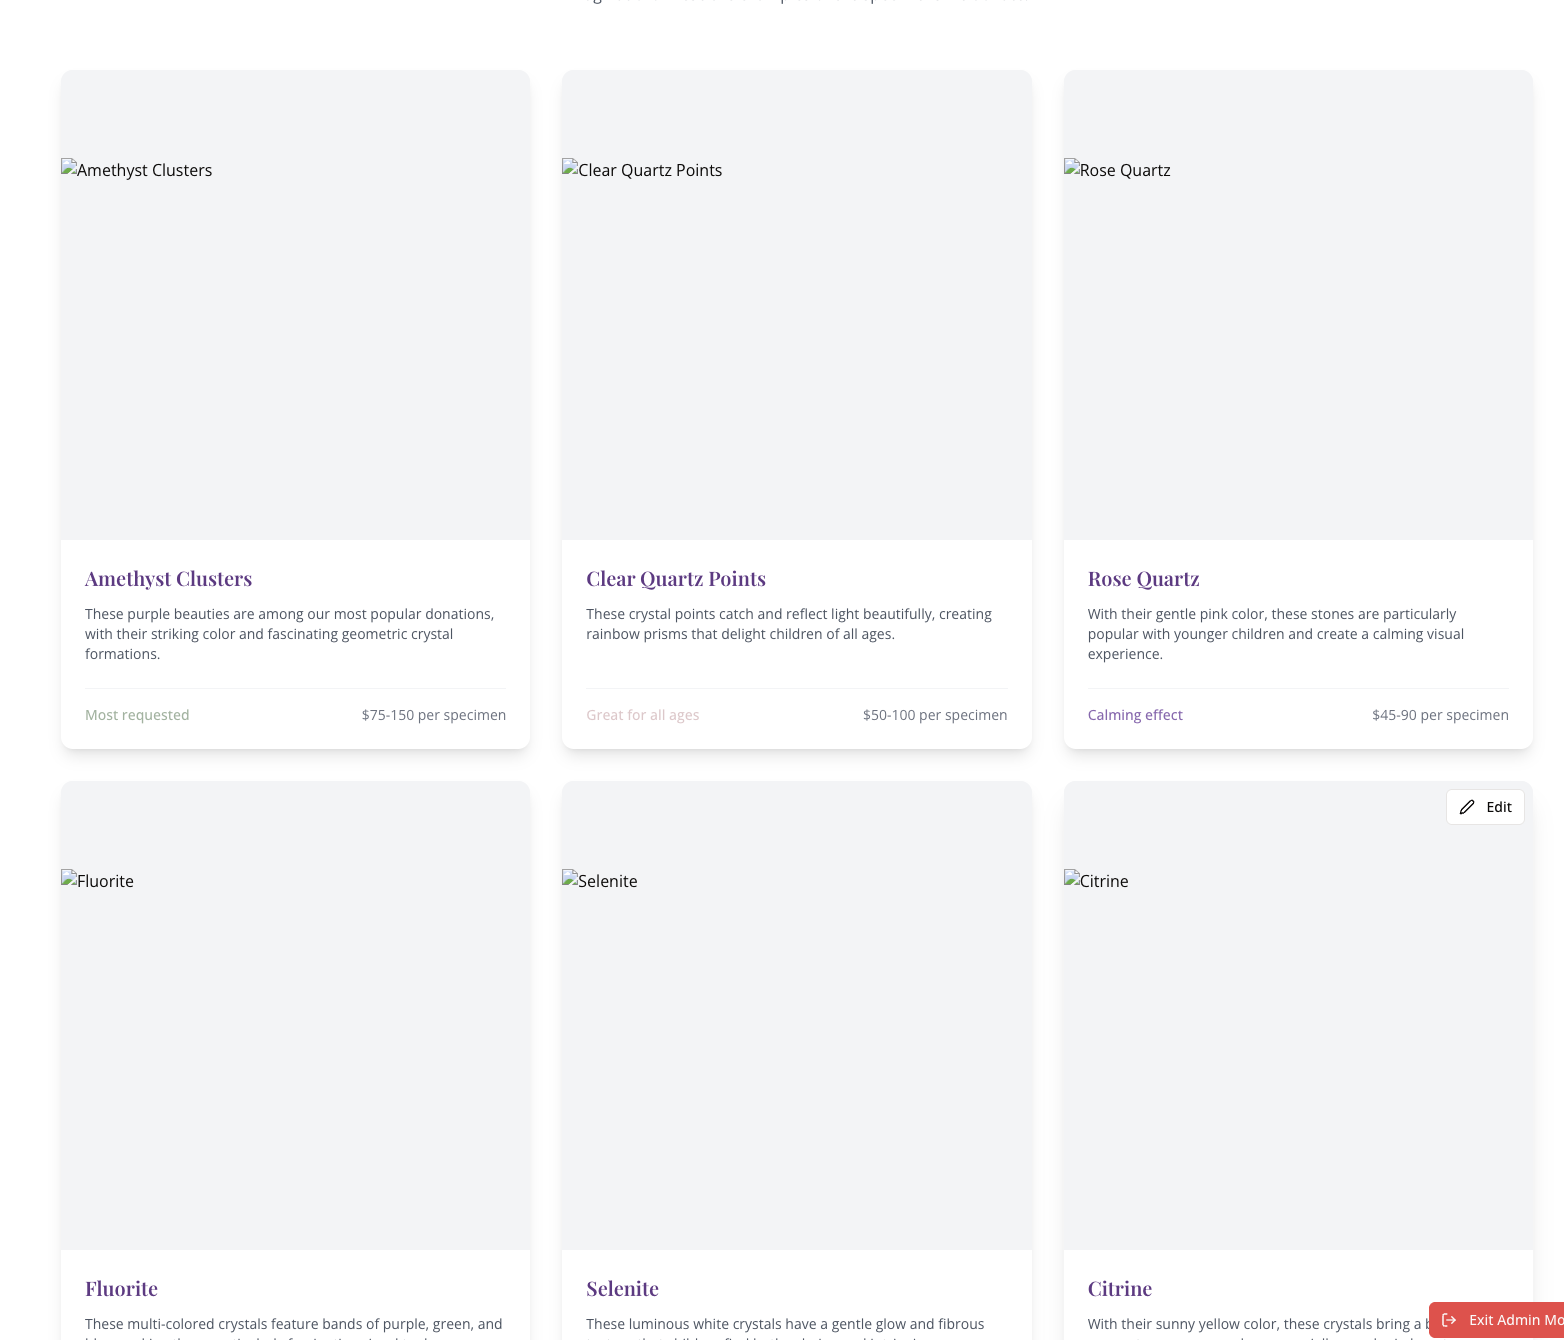 Amethyst Clusters
Clear Quartz Points
Rose Quartz
Amethyst Clusters
These purple beauties are among our most popular donations,
with their striking color and fascinating geometric crystal
formations.
Most requested
$75-150 per specimen
Clear Quartz Points
These crystal points catch and reflect light beautifully, creating
rainbow prisms that delight children of all ages.
Great for all ages
$50-100 per specimen
Rose Quartz
With their gentle pink color, these stones are particularly
popular with younger children and create a calming visual
experience.
Calming effect
$45-90 per specimen
Edit
Fluorite
Selenite
Citrine
Fluorite
These multi-colored crystals feature bands of purple, green, and
Selenite
These luminous white crystals have a gentle glow and fibrous
Citrine
With their sunny yellow color, these crystals bring a
Exit Admin